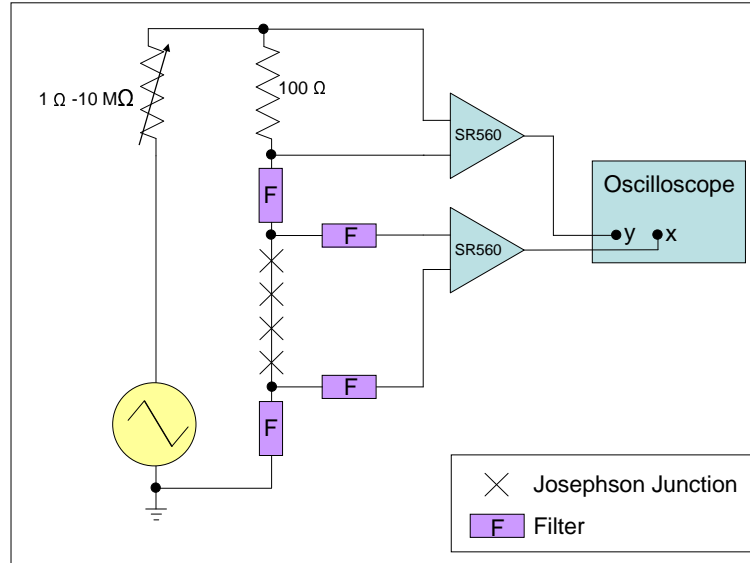 1 Ω -10 MΩ
100 Ω
SR560
F
Oscilloscope
y x
F
SR560
F
F
Josephson Junction
F Filter